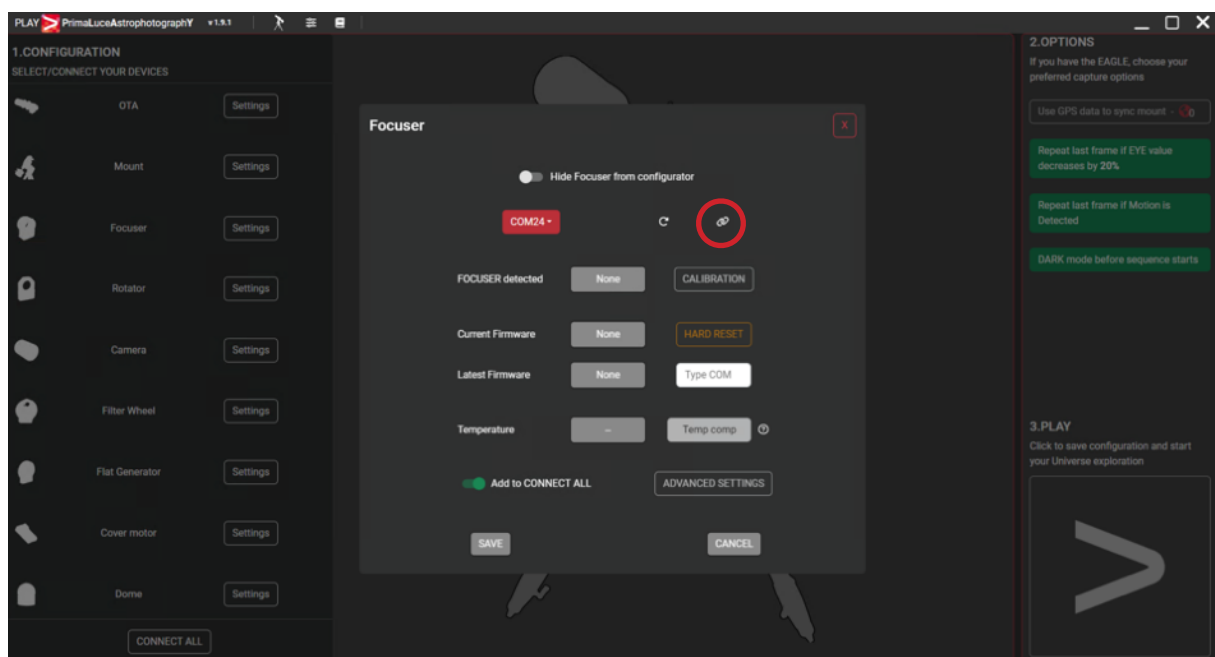 PLAY PrimaLuceAstrophotographY v1.9.1
1.CONFIGURATION
SELECT/CONNECT YOUR DEVICES
OTA Settings
Mount Settings
Focuser Settings
Rotator Settings
Camera Settings
Filter Wheel Settings
Flat Generator Settings
Cover motor Settings
Dome Settings
CONNECT ALL
Focuser X
Hide Focuser from configurator
COM24
FOCUSER detected None CALIBRATION
Current Firmware None HARD RESET
Latest Firmware None Type COM
Temperature – Temp comp
Add to CONNECT ALL ADVANCED SETTINGS
SAVE CANCEL
2.OPTIONS
If you have the EAGLE, choose your
preferred capture options
Use GPS data to sync mount -
Repeat last frame if EYE value
decreases by 20%
Repeat last frame if Motion is
Detected
DARK mode before sequence starts
3.PLAY
Click to save configuration and start
your Universe exploration